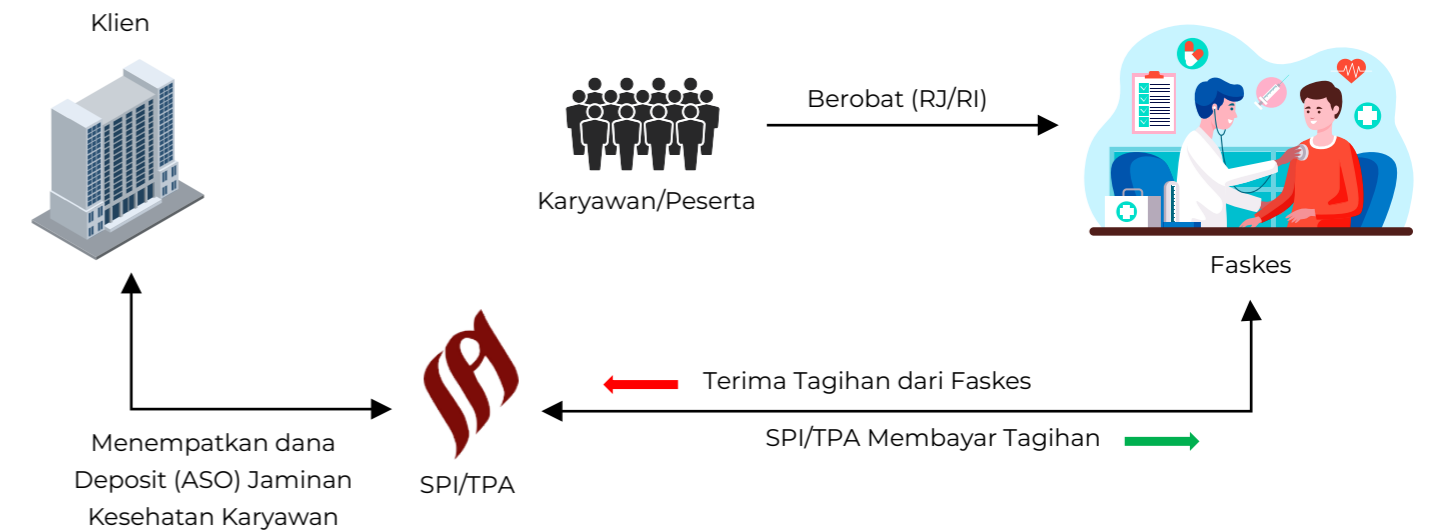 Klien
Berobat (RJ/RI)
Karyawan/Peserta
Faskes
Terima Tagihan dari Faskes
SPI/TPA Membayar Tagihan
Menempatkan dana
Deposit (ASO) Jaminan
Kesehatan Karyawan
SPI/TPA